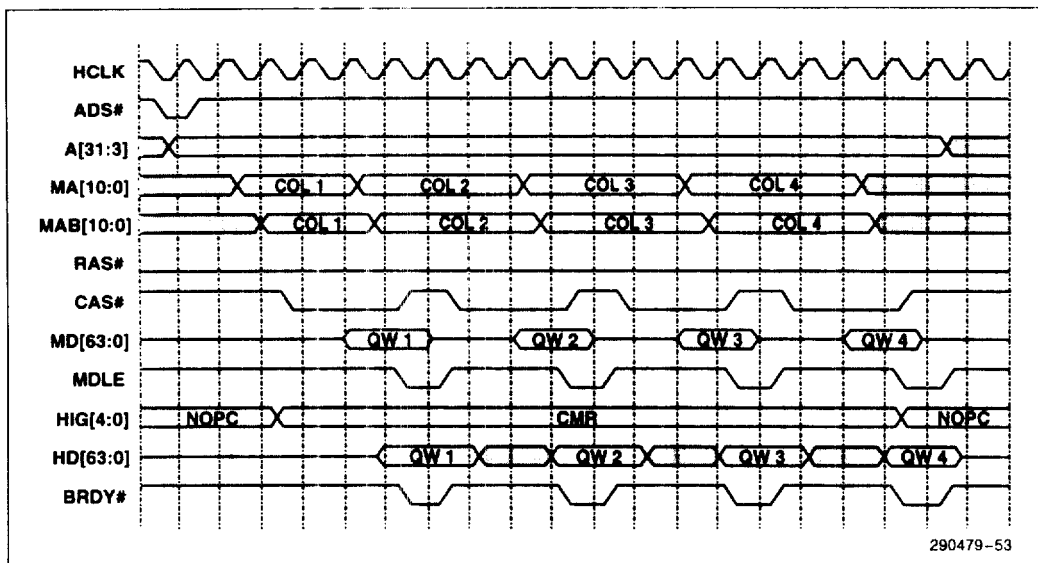 HCLK
ADS#
A[31:3]
MA[10:0] COL 1 COL 2 COL 3 COL 4
MAB[10:0] COL 1 COL 2 COL 3 COL 4
RAS#
CAS#
MD[63:0] QW 1 QW 2 QW 3 QW 4
MDLE
HIG[4:0] NOPC CMR NOPC
HD[63:0] QW 1 QW 2 QW 3 QW 4
BRDY#
290479-53